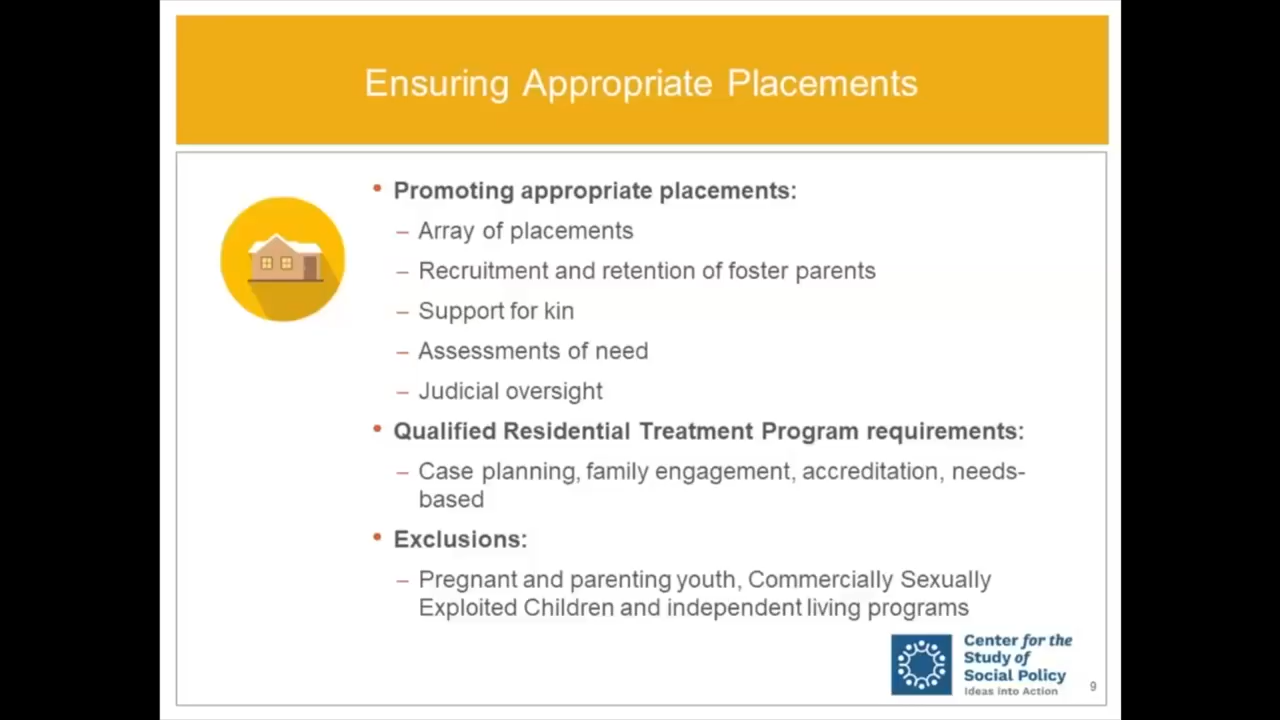 Ensuring Appropriate Placements
• Promoting appropriate placements:
– Array of placements
– Recruitment and retention of foster parents
– Support for kin
– Assessments of need
– Judicial oversight
• Qualified Residential Treatment Program requirements:
– Case planning, family engagement, accreditation, needs-
based
• Exclusions:
– Pregnant and parenting youth, Commercially Sexually
Exploited Children and independent living programs
Center for the
Study of
Social Policy
Ideas into Action
9